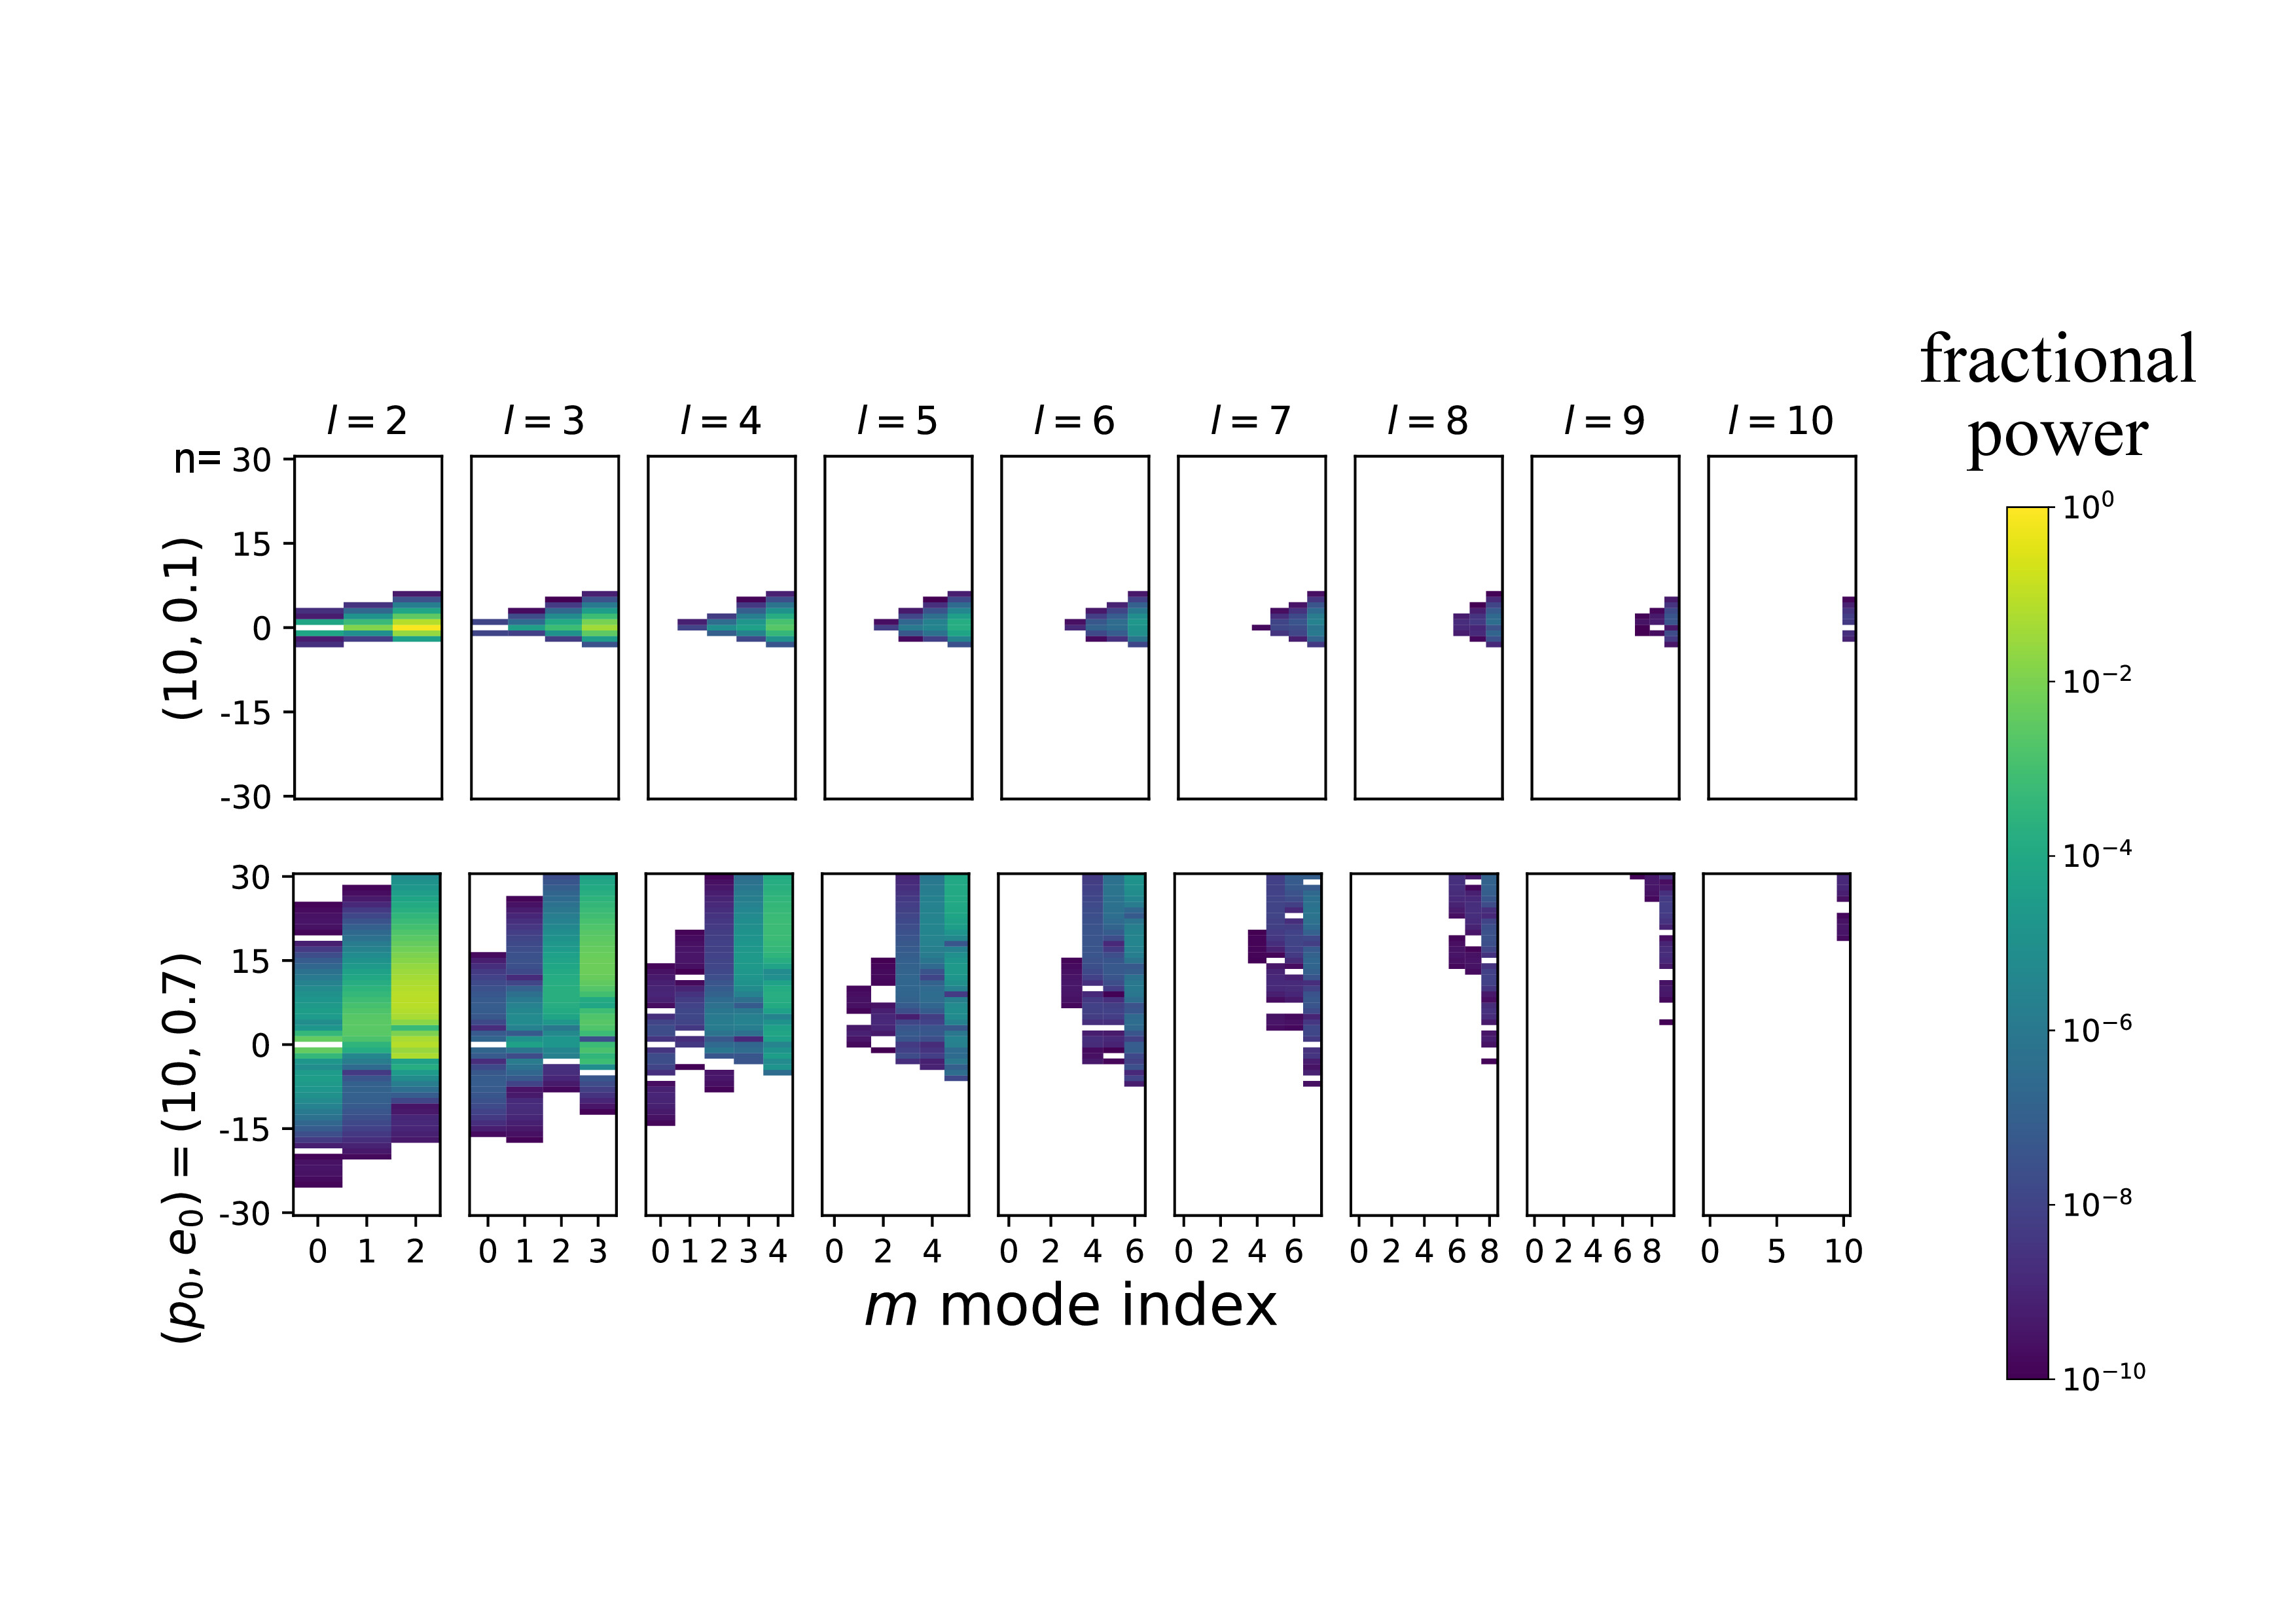 fractional
power
l = 2 l = 3 l = 4 l = 5 l = 6 l = 7 l = 8 l = 9 l = 10
n=
30
15
0
-15
-30
(10, 0.1)
30
15
0
-15
-30
(p₀, e₀) = (10, 0.7)
0 1 2 0 1 2 3 0 1 2 3 4 0 2 4 0 2 4 6 0 2 4 6 0 2 4 6 8 0 2 4 6 8 0 5 10
m mode index
10⁰
10⁻²
10⁻⁴
10⁻⁶
10⁻⁸
10⁻¹⁰